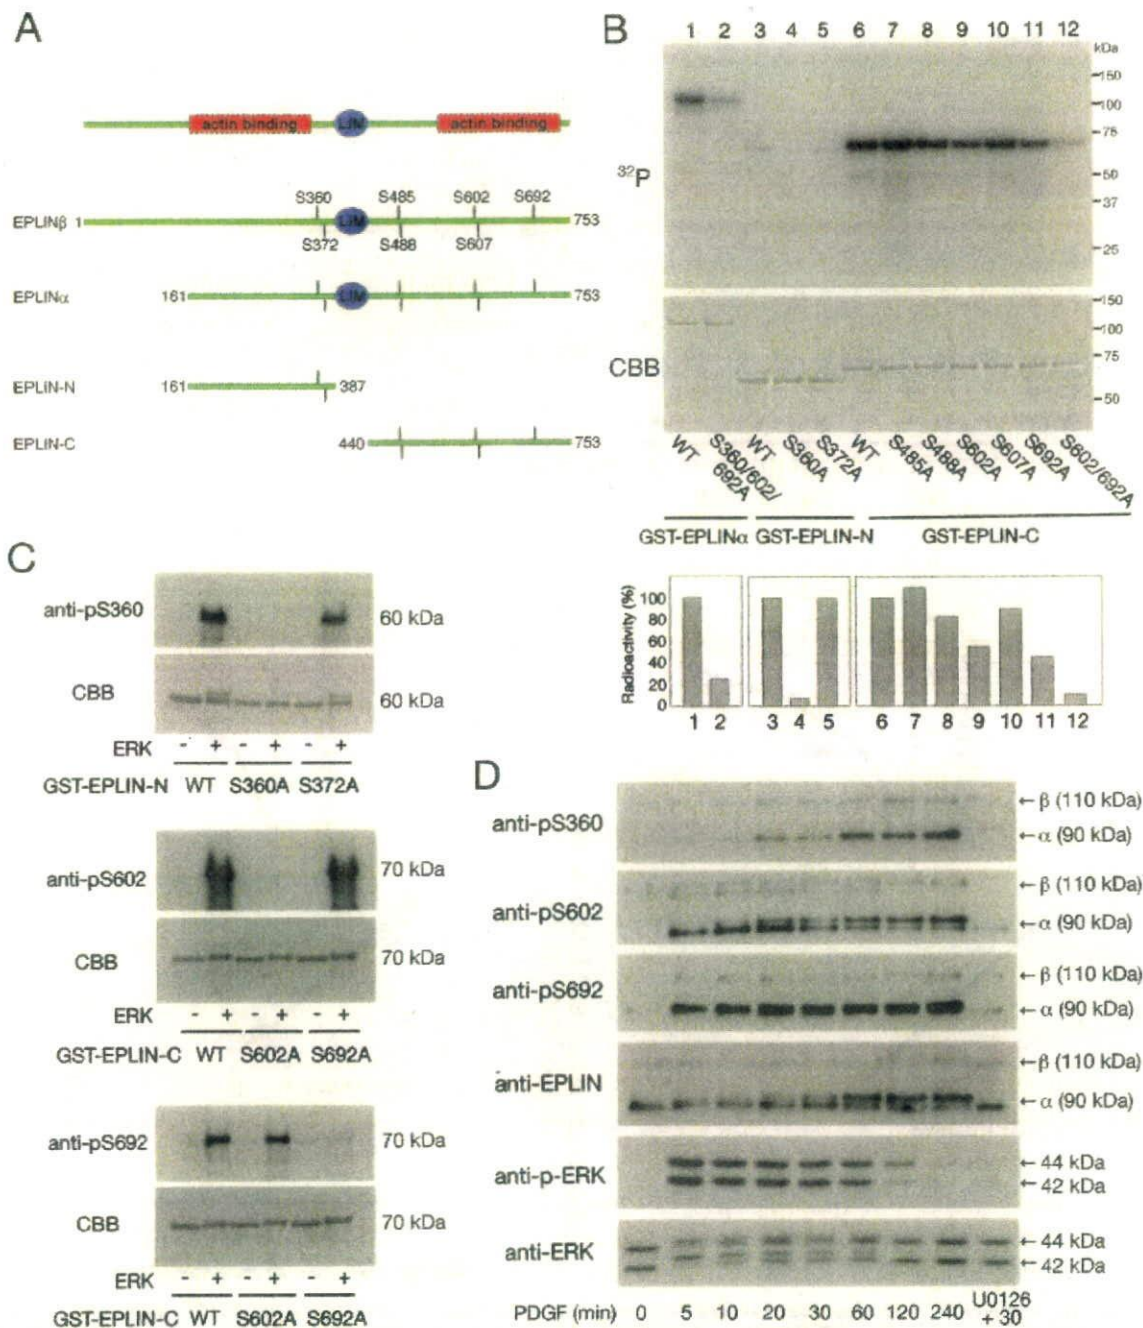 A
actin binding LIM actin binding
S360 S485 S602 S692
EPLINβ 1 LIM 753
S372 S488 S607
EPLINα 161 LIM 753
EPLIN-N 161 387
EPLIN-C 440 753
B
1 2 3 4 5 6 7 8 9 10 11 12
kDa
32P
150
100
75
50
37
25
CBB
150
100
75
50
WT S360/602/692A WT S360A S372A WT S485A S488A S602A S607A S692A S602/692A
GST-EPLINα GST-EPLIN-N GST-EPLIN-C
Radioactivity (%)
100
80
60
40
20
0
1 2 3 4 5 6 7 8 9 10 11 12
C
anti-pS360 60 kDa
CBB 60 kDa
ERK - + - + - +
GST-EPLIN-N WT S360A S372A
anti-pS602 70 kDa
CBB 70 kDa
ERK - + - + - +
GST-EPLIN-C WT S602A S692A
anti-pS692 70 kDa
CBB 70 kDa
ERK - + - + - +
GST-EPLIN-C WT S602A S692A
D
anti-pS360 ←β (110 kDa)
←α (90 kDa)
anti-pS602 ←β (110 kDa)
←α (90 kDa)
anti-pS692 ←β (110 kDa)
←α (90 kDa)
anti-EPLIN ←β (110 kDa)
←α (90 kDa)
anti-p-ERK ←44 kDa
←42 kDa
anti-ERK ←44 kDa
←42 kDa
PDGF (min) 0 5 10 20 30 60 120 240 U0126 + 30